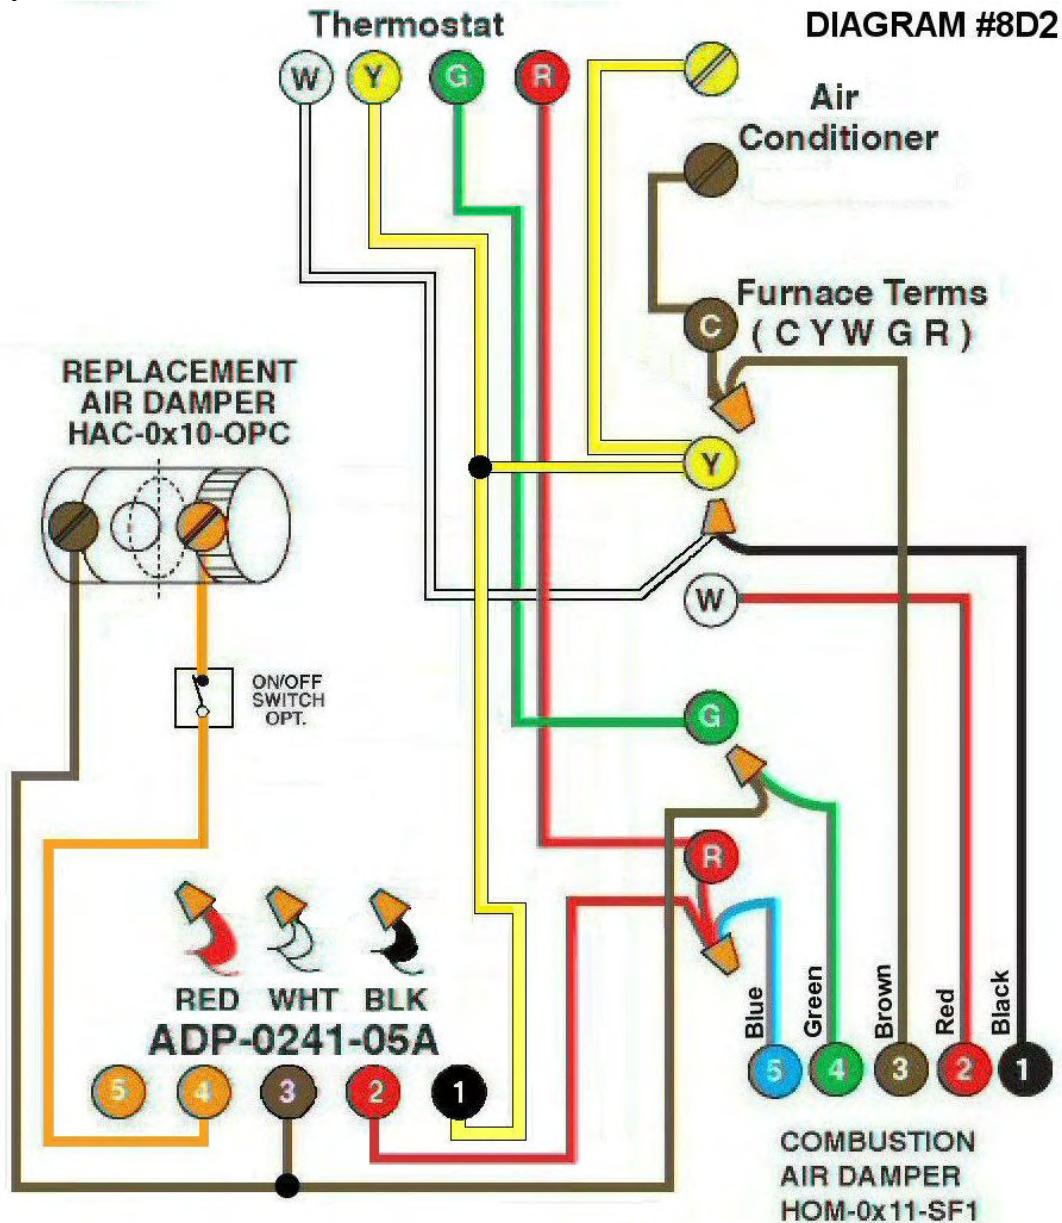 DIAGRAM #8D2
Thermostat
W Y G R
Air
Conditioner
Furnace Terms
( C Y W G R )
C
REPLACEMENT
AIR DAMPER
HAC-0x10-OPC
Y
W
ON/OFF
SWITCH
OPT.
G
R
RED WHT BLK
ADP-0241-05A
5 4 3 2 1
Blue
Green
Brown
Red
Black
5 4 3 2 1
COMBUSTION
AIR DAMPER
HOM-0x11-SF1